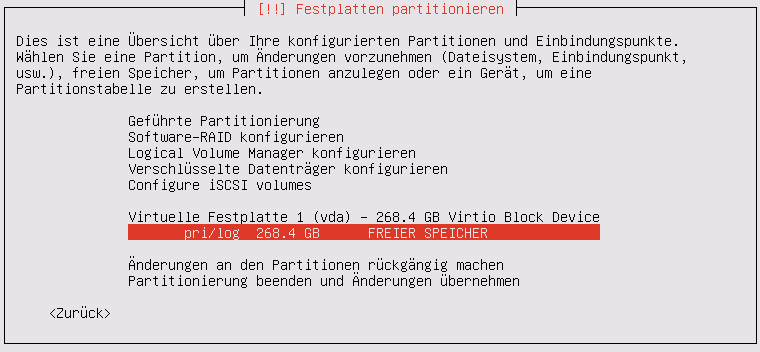 [!!] Festplatten partitionieren
Dies ist eine Übersicht über Ihre konfigurierten Partitionen und Einbindungspunkte.
Wählen Sie eine Partition, um Änderungen vorzunehmen (Dateisystem, Einbindungspunkt,
usw.), freien Speicher, um Partitionen anzulegen oder ein Gerät, um eine
Partitionstabelle zu erstellen.
Geführte Partitionierung
Software-RAID konfigurieren
Logical Volume Manager konfigurieren
Verschlüsselte Datenträger konfigurieren
Configure iSCSI volumes
Virtuelle Festplatte 1 (vda) - 268.4 GB Virtio Block Device
pri/log 268.4 GB FREIER SPEICHER
Änderungen an den Partitionen rückgängig machen
Partitionierung beenden und Änderungen übernehmen
<Zurück>